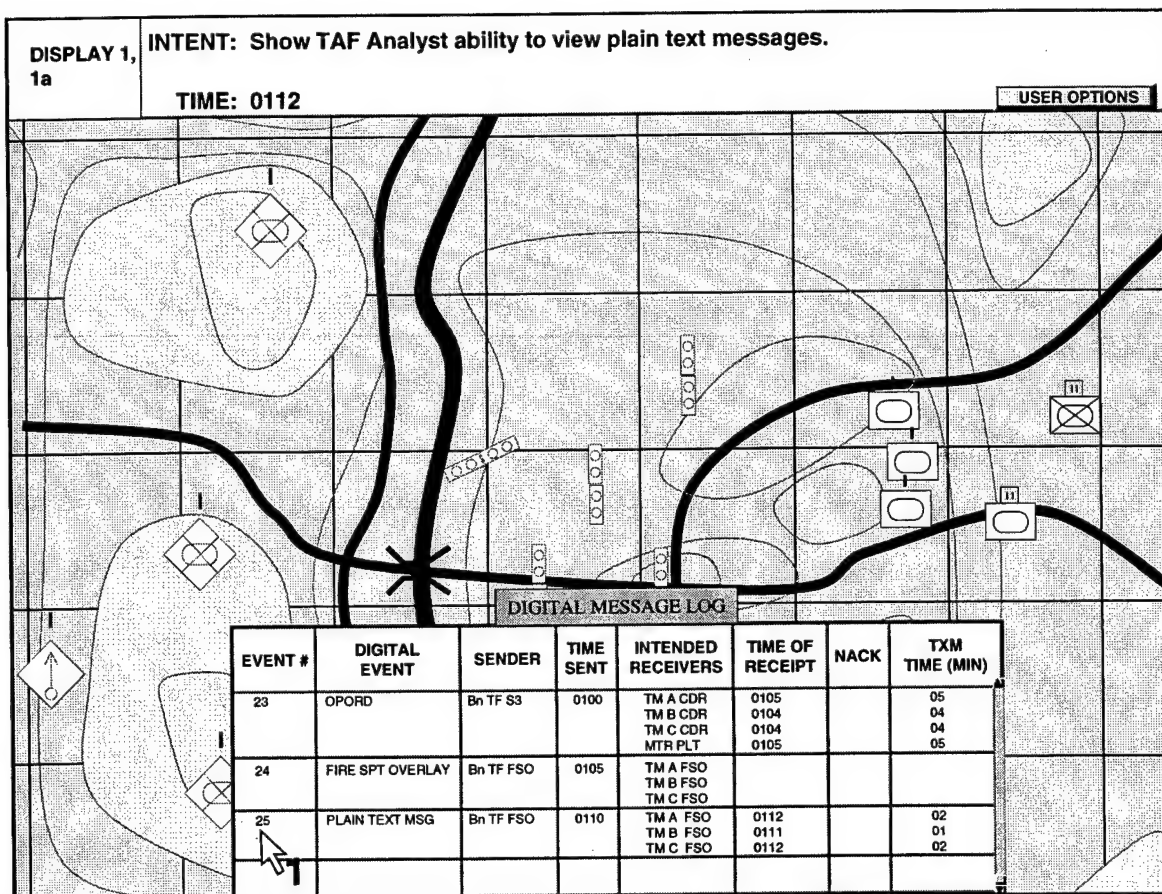 DISPLAY 1,
1a
INTENT: Show TAF Analyst ability to view plain text messages.
TIME: 0112
USER OPTIONS
DIGITAL MESSAGE LOG
EVENT # DIGITAL EVENT SENDER TIME SENT INTENDED RECEIVERS TIME OF RECEIPT NACK TXM TIME (MIN)
23 OPORD Bn TF S3 0100 TM A CDR 0105 05
TM B CDR 0104 04
TM C CDR 0104 04
MTR PLT 0105 05
24 FIRE SPT OVERLAY Bn TF FSO 0105 TM A FSO
TM B FSO
TM C FSO
25 PLAIN TEXT MSG Bn TF FSO 0110 TM A FSO 0112 02
TM B FSO 0111 01
TM C FSO 0112 02
1